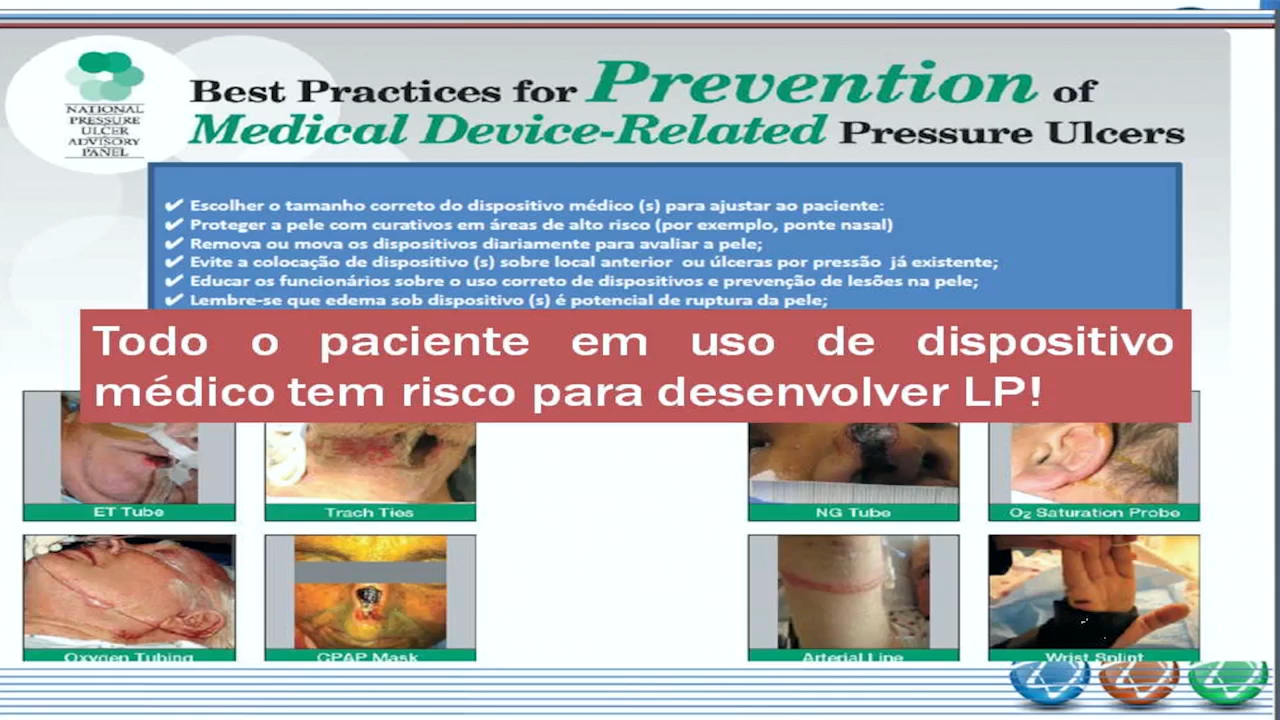 NATIONAL
PRESSURE
ULCER
ADVISORY
PANEL
Best Practices for Prevention of
Medical Device-Related Pressure Ulcers
✔ Escolher o tamanho correto do dispositivo médico (s) para ajustar ao paciente:
✔ Proteger a pele com curativos em áreas de alto risco (por exemplo, ponte nasal)
✔ Remova ou mova os dispositivos diariamente para avaliar a pele;
✔ Evite a colocação de dispositivo (s) sobre local anterior ou úlceras por pressão já existente;
✔ Educar os funcionários sobre o uso correto de dispositivos e prevenção de lesões na pele;
✔ Lembre-se que edema sob dispositivo (s) é potencial de ruptura da pele;
Todo o paciente em uso de dispositivo
médico tem risco para desenvolver LP!
ET Tube
Trach Ties
NG Tube
O₂ Saturation Probe
Oxygen Tubing
CPAP Mask
Arterial Line
Wrist Splint